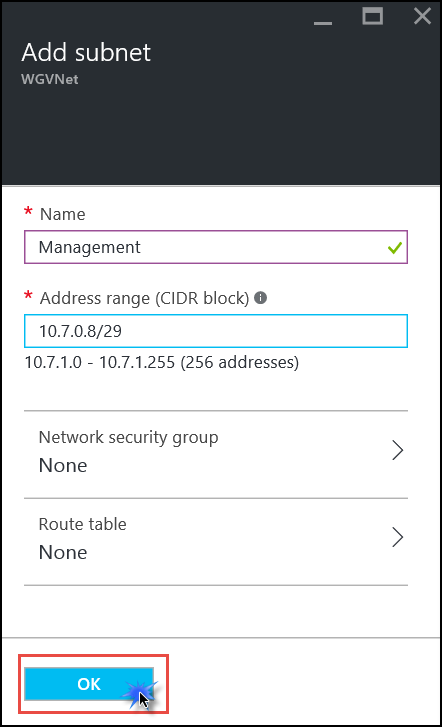 Add subnet
WGVNet
* Name
Management
* Address range (CIDR block)
10.7.0.8/29
10.7.1.0 - 10.7.1.255 (256 addresses)
Network security group
None
Route table
None
OK